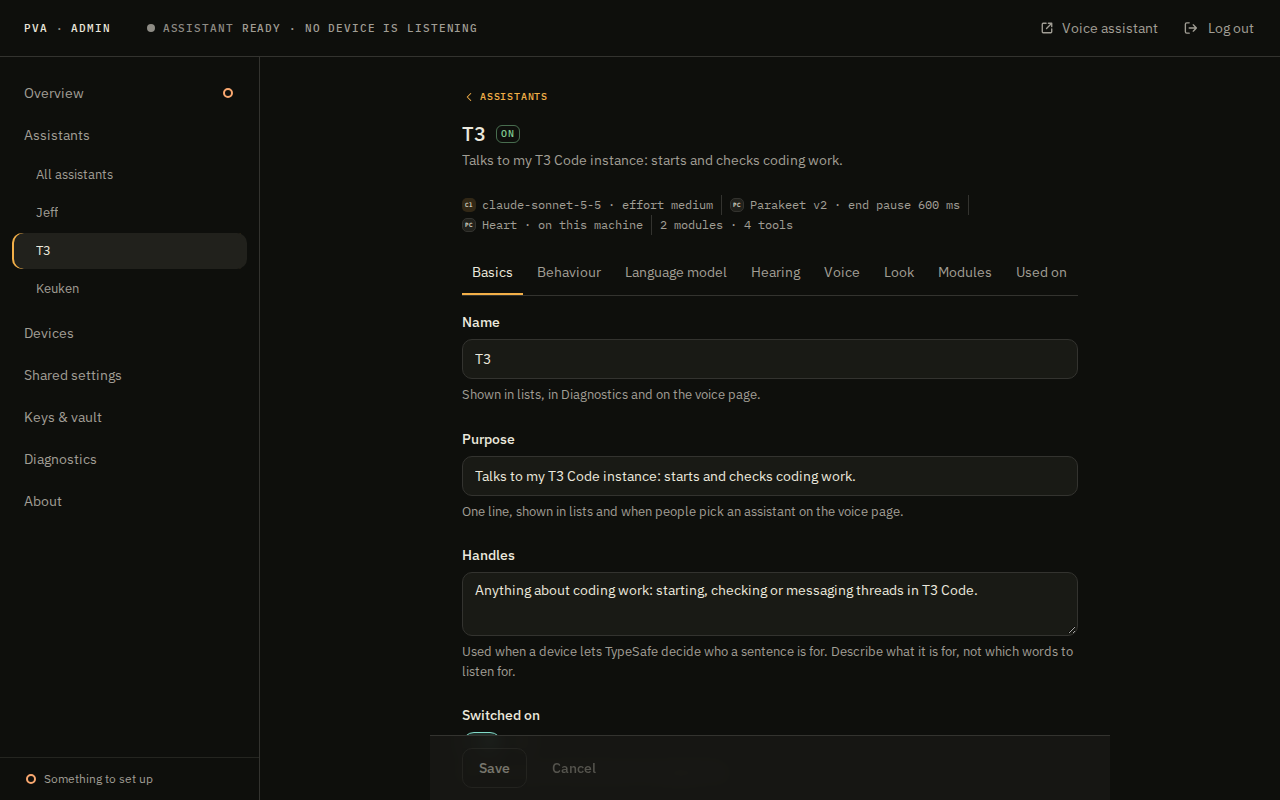 PVA · ADMIN
ASSISTANT READY · NO DEVICE IS LISTENING
Voice assistant
Log out
Overview
Assistants
All assistants
Jeff
T3
Keuken
Devices
Shared settings
Keys & vault
Diagnostics
About
Something to set up
ASSISTANTS
T3 ON
Talks to my T3 Code instance: starts and checks coding work.
Cl claude-sonnet-5-5 · effort medium PC Parakeet v2 · end pause 600 ms
PC Heart · on this machine 2 modules · 4 tools
Basics Behaviour Language model Hearing Voice Look Modules Used on
Name
T3
Shown in lists, in Diagnostics and on the voice page.
Purpose
Talks to my T3 Code instance: starts and checks coding work.
One line, shown in lists and when people pick an assistant on the voice page.
Handles
Anything about coding work: starting, checking or messaging threads in T3 Code.
Used when a device lets TypeSafe decide who a sentence is for. Describe what it is for, not which words to
listen for.
Switched on
Save Cancel